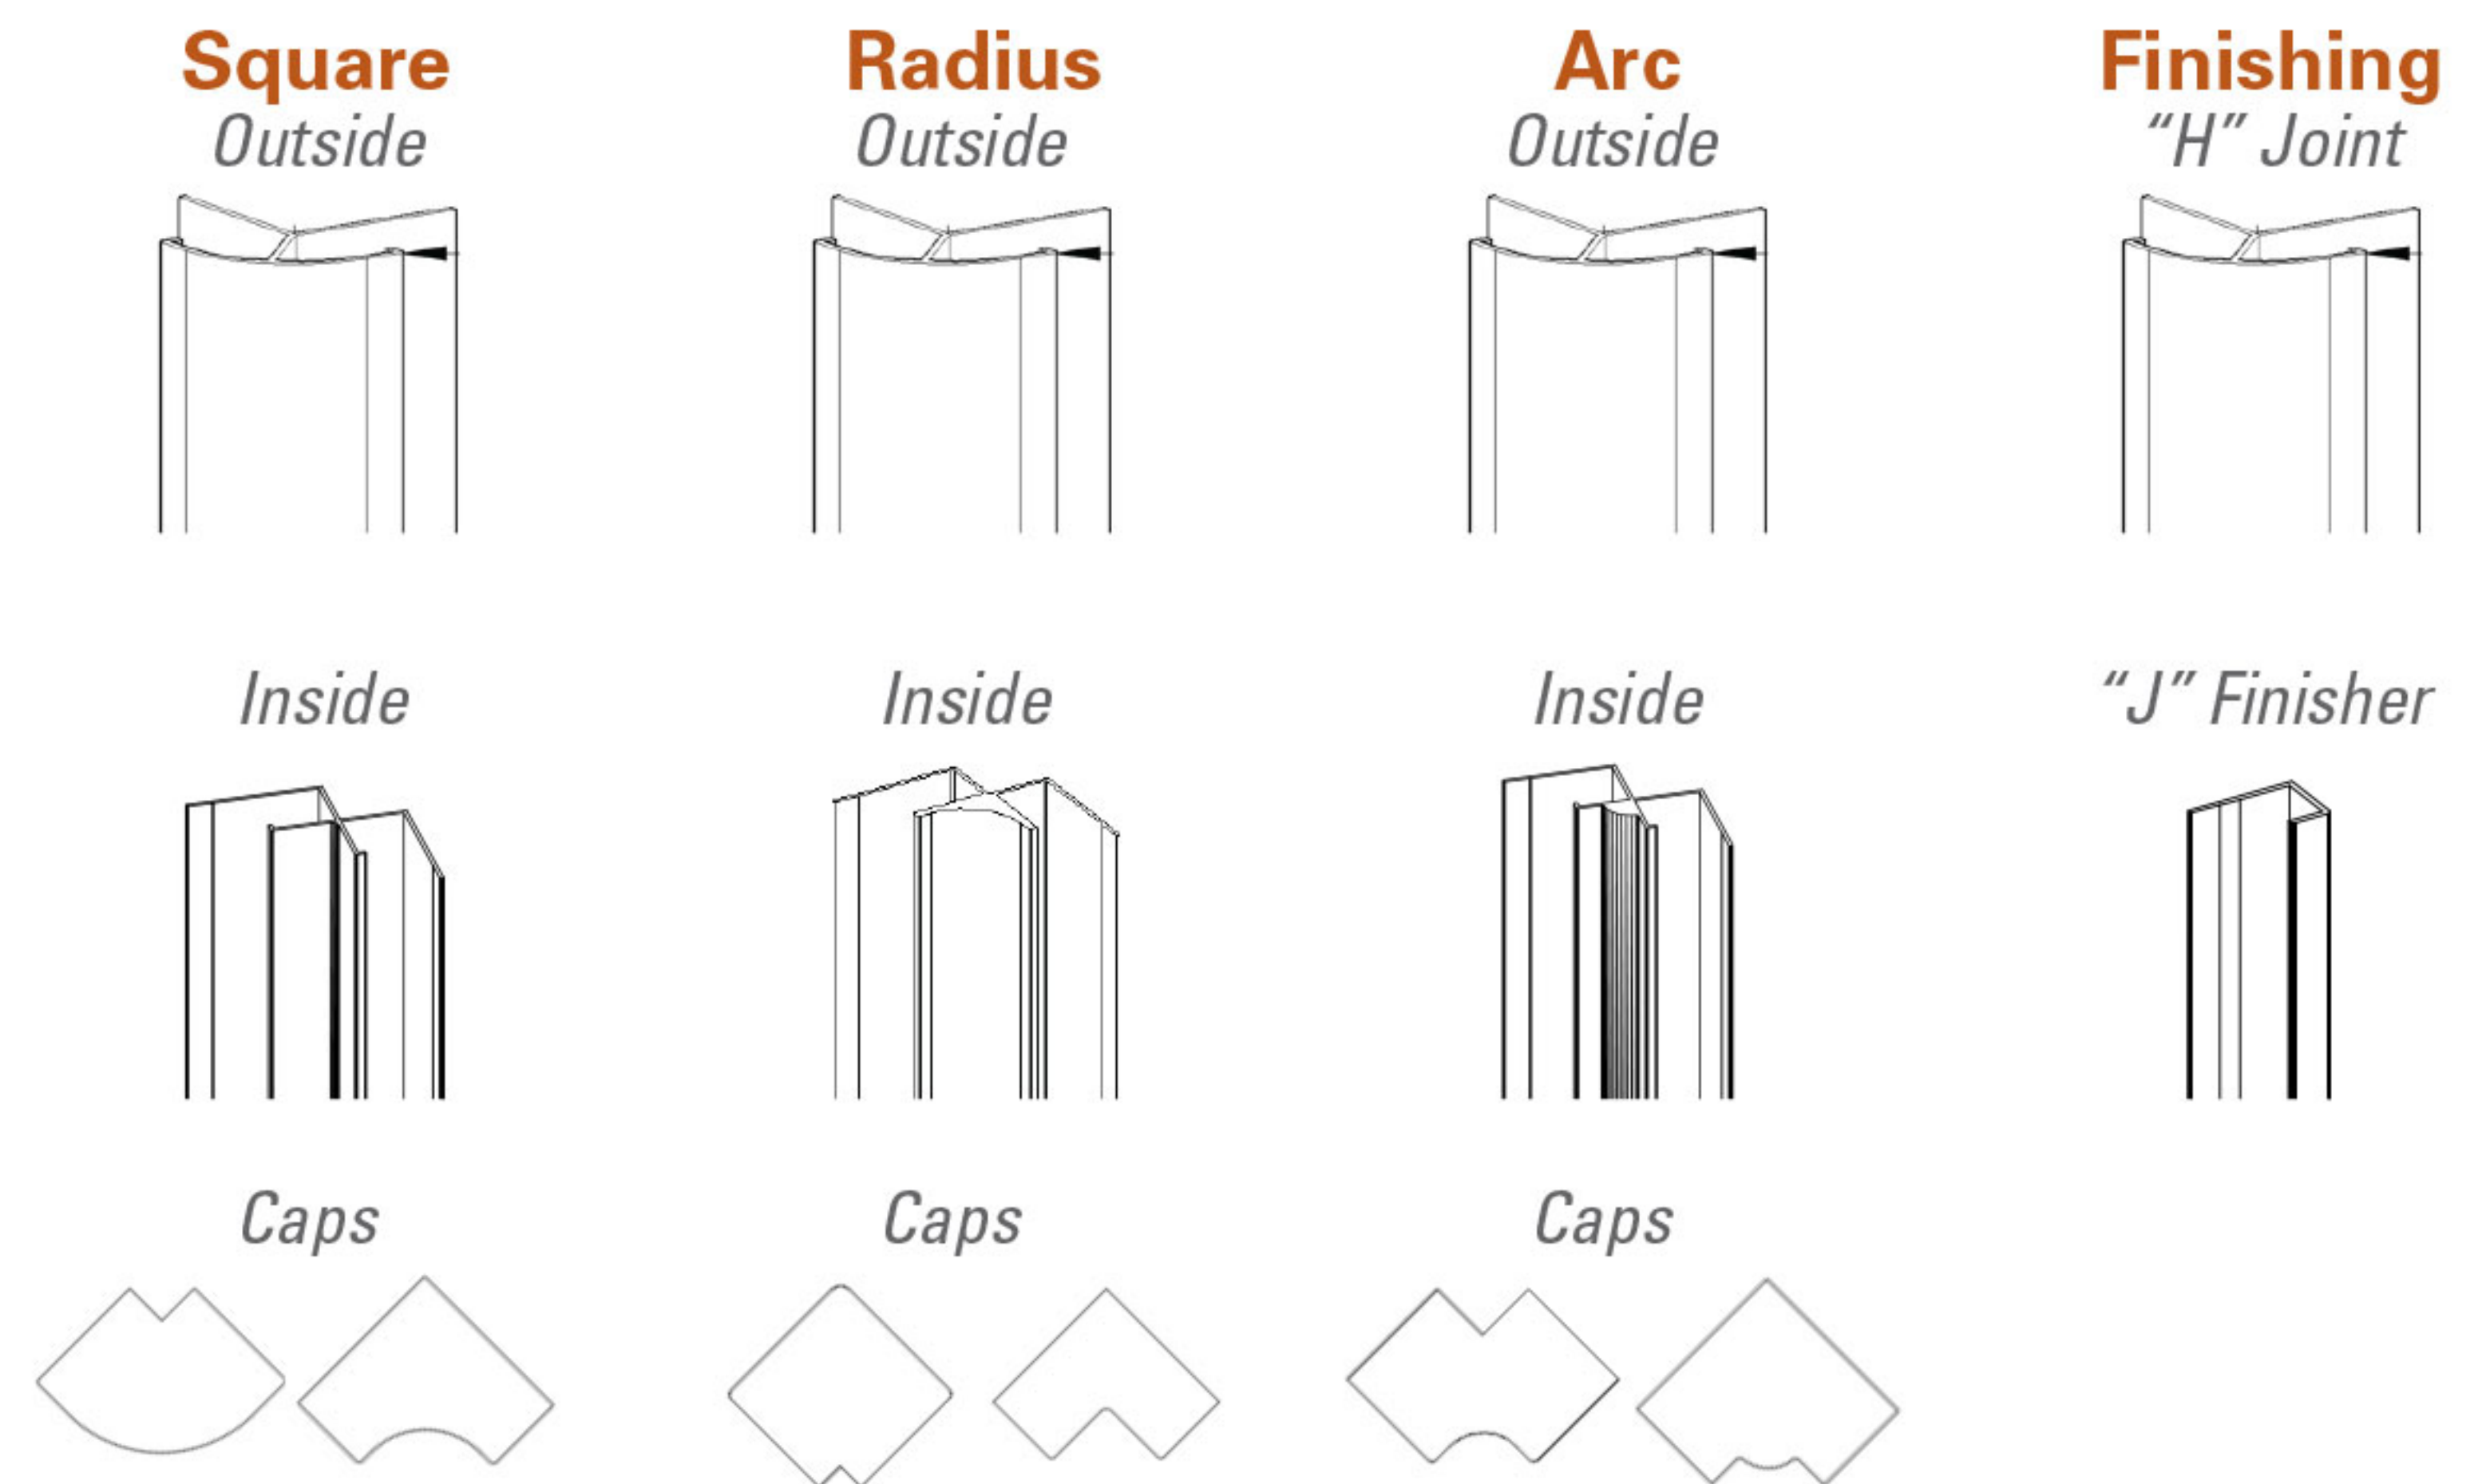 Square
Outside
Radius
Outside
Arc
Outside
Finishing
“H” Joint
Inside
Inside
Inside
“J” Finisher
Caps
Caps
Caps